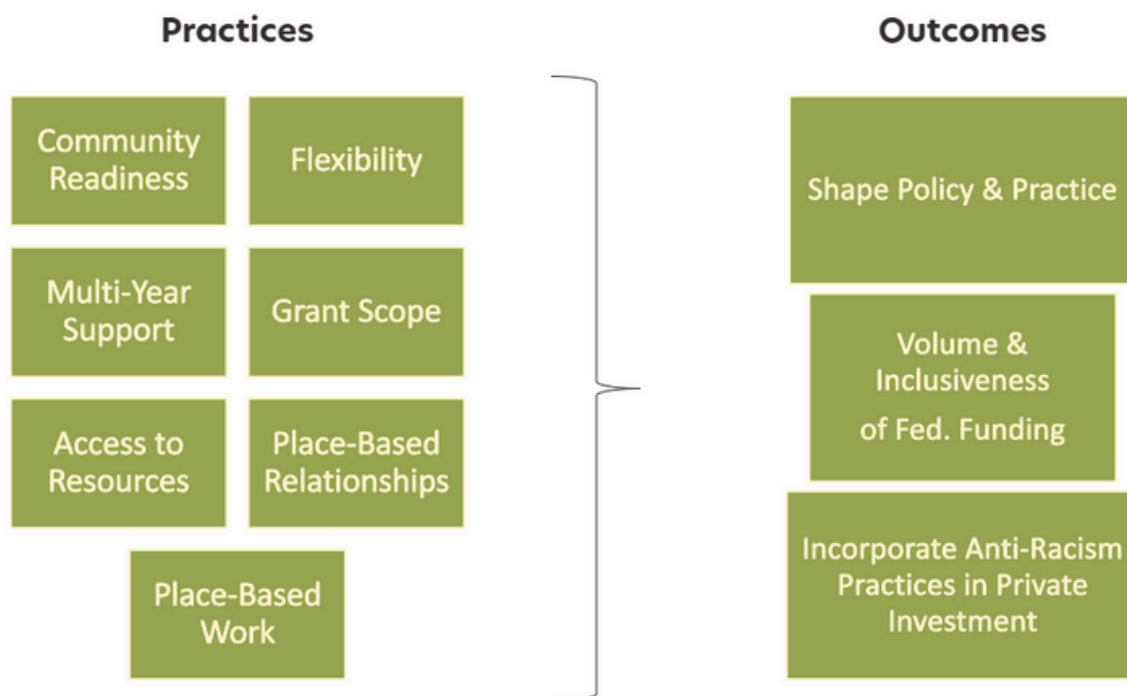 Practices
Outcomes
Community
Readiness
Flexibility
Multi-Year
Support
Grant Scope
Access to
Resources
Place-Based
Relationships
Place-Based
Work
Shape Policy & Practice
Volume &
Inclusiveness
of Fed. Funding
Incorporate Anti-Racism
Practices in Private
Investment